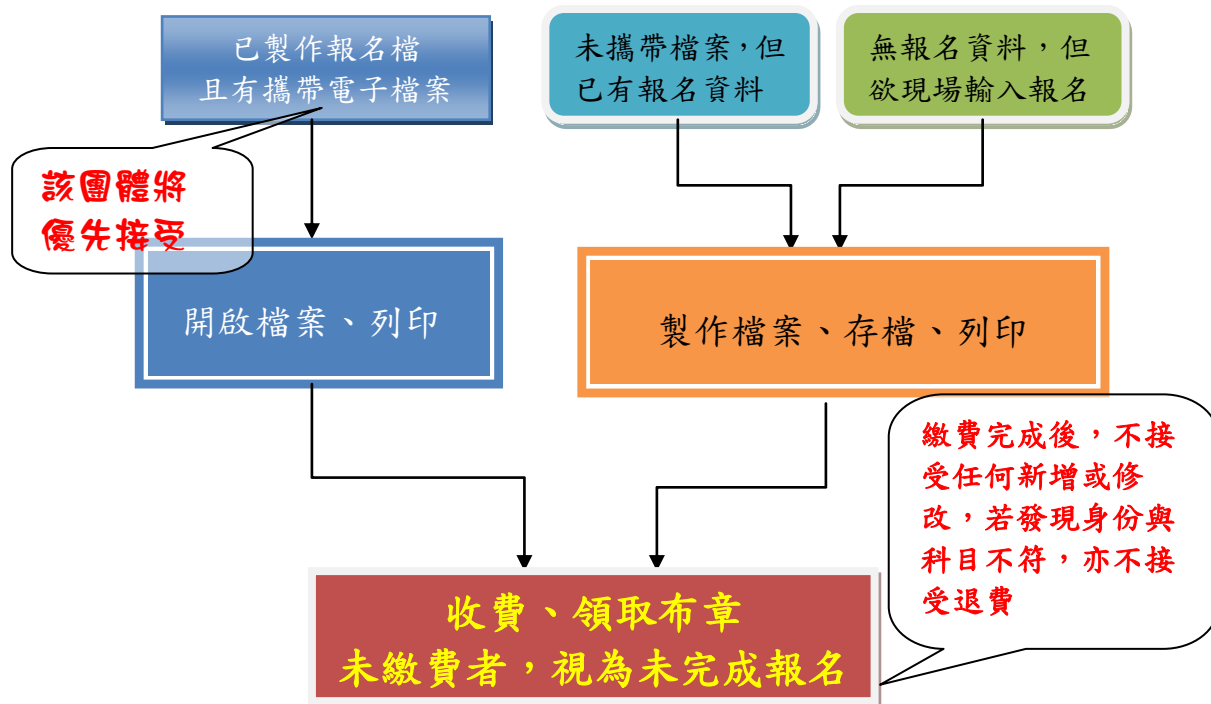 已製作報名檔
且有攜帶電子檔案
未攜帶檔案，但
已有報名資料
無報名資料，但
欲現場輸入報名
該團體將
優先接受
開啟檔案、列印
製作檔案、存檔、列印
繳費完成後，不接
受任何新增或修
改，若發現身份與
科目不符，亦不接
受退費
收費、領取布章
未繳費者，視為未完成報名